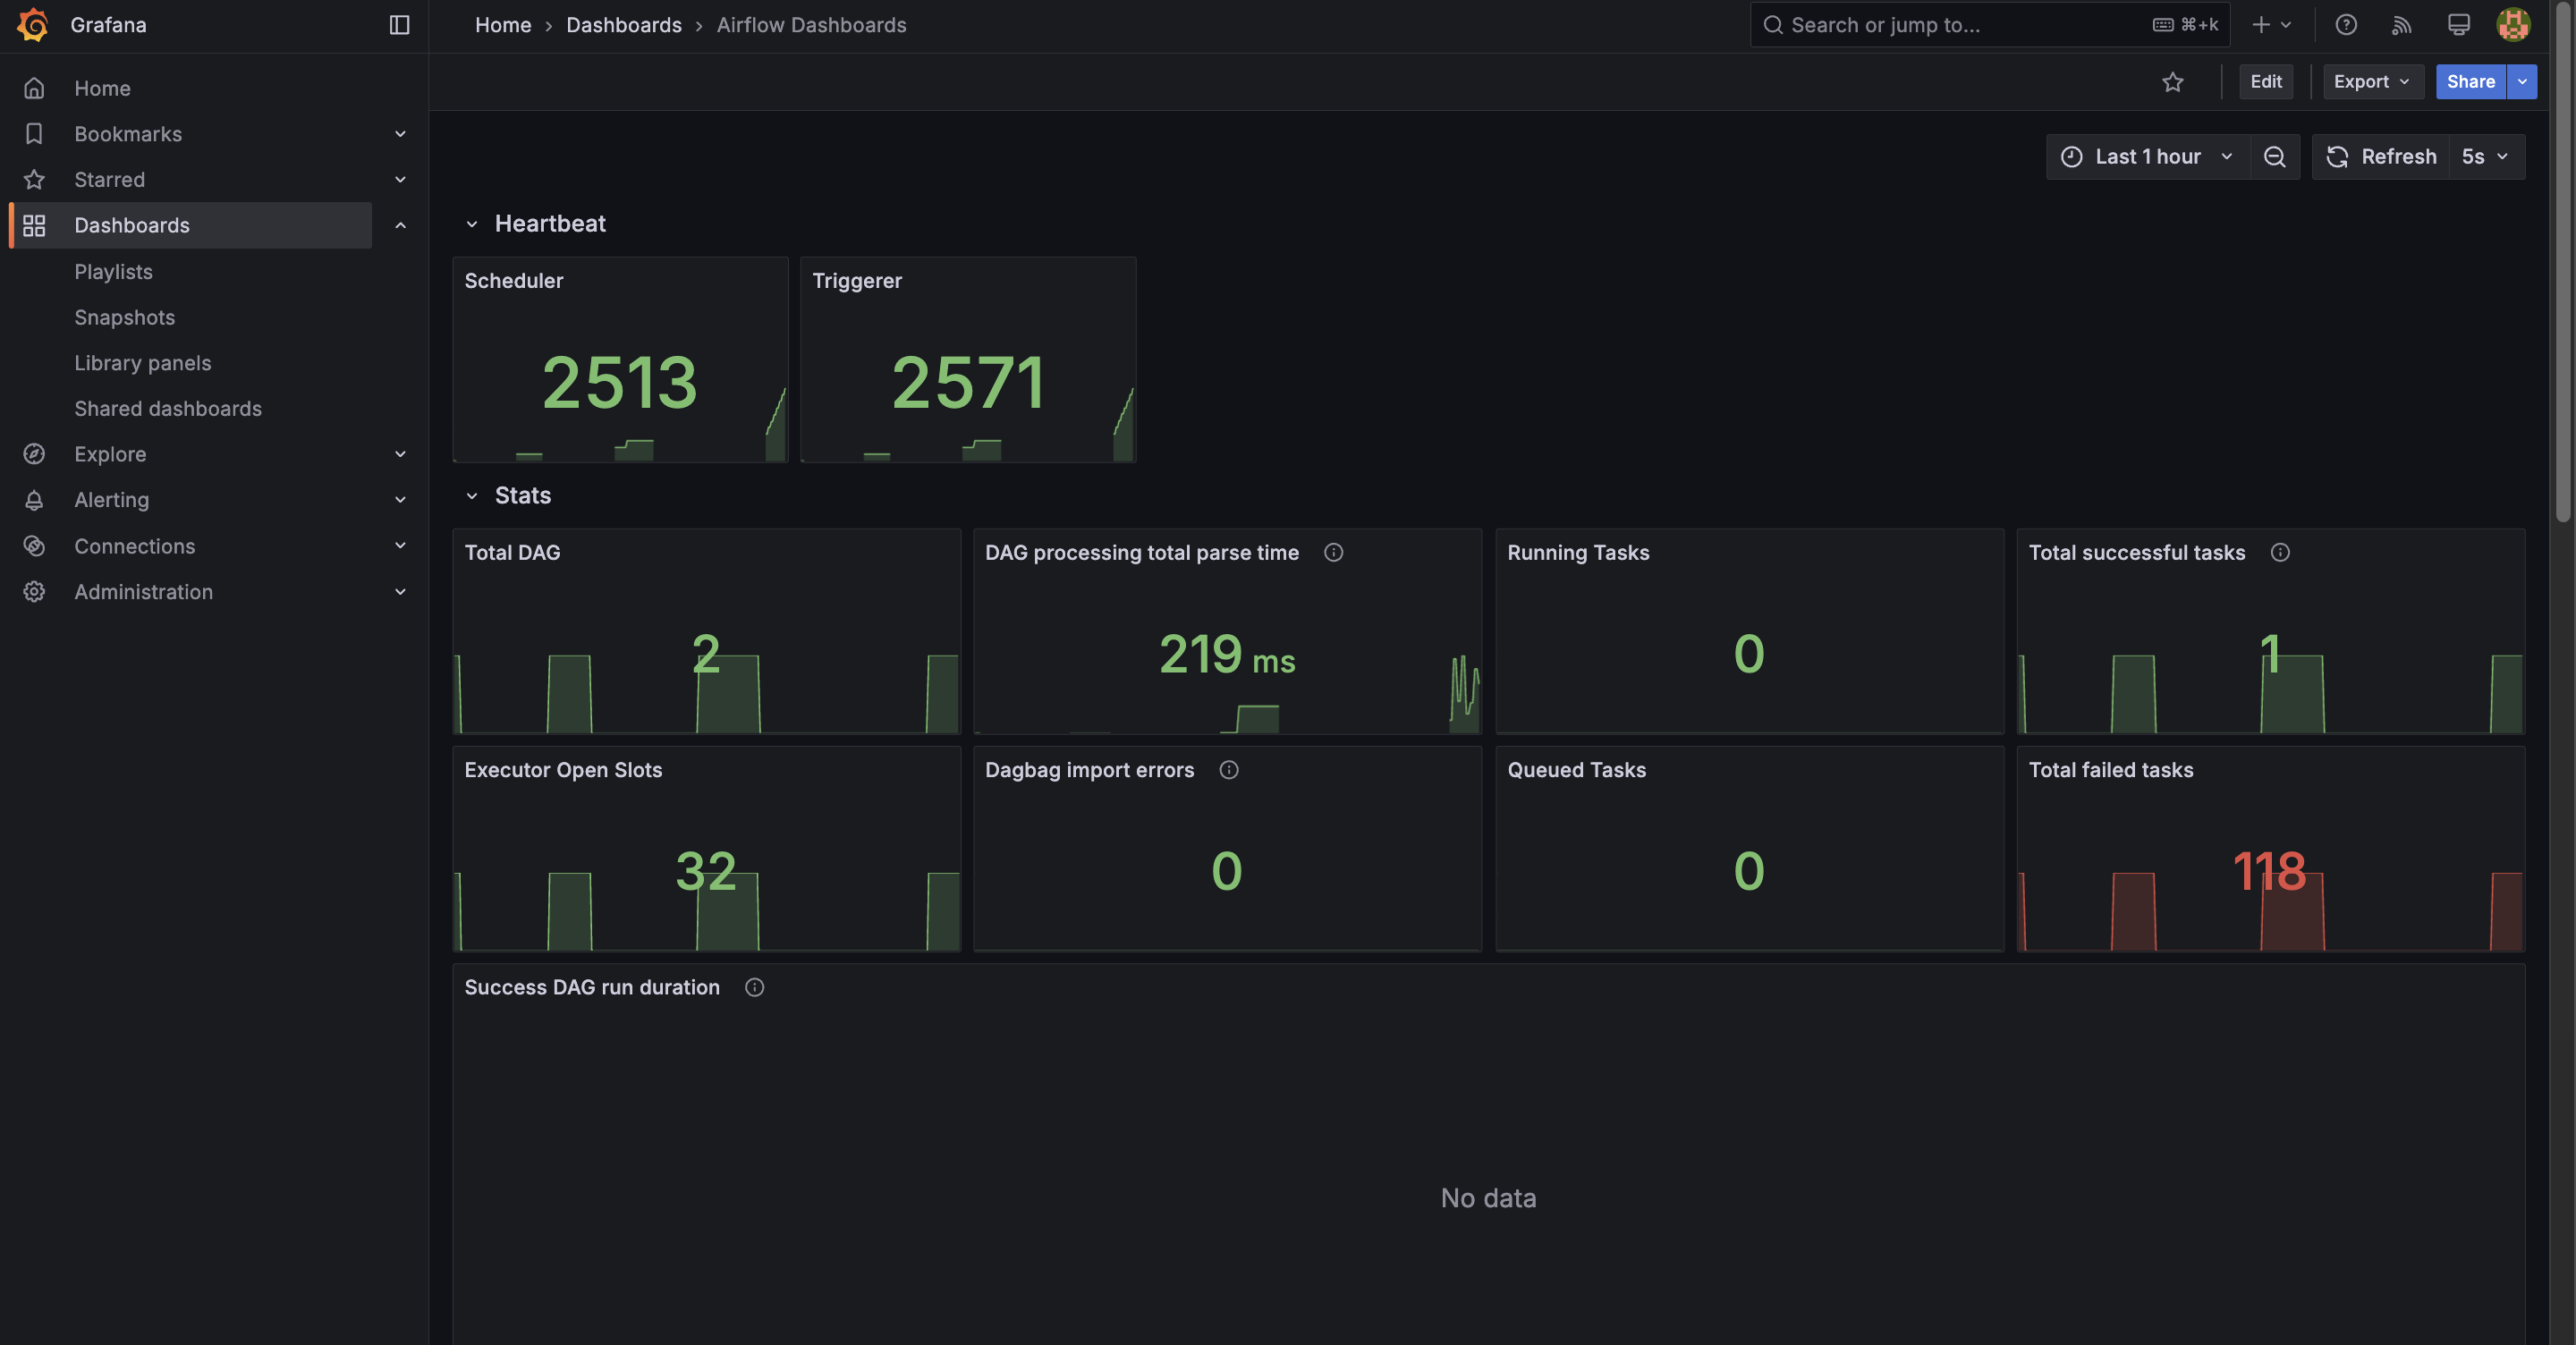 Grafana
Home › Dashboards › Airflow Dashboards
Search or jump to...
⌘+k
Edit
Export
Share
Home
Bookmarks
Starred
Dashboards
Playlists
Snapshots
Library panels
Shared dashboards
Explore
Alerting
Connections
Administration
Last 1 hour
Refresh
5s
Heartbeat
Scheduler
2513
Triggerer
2571
Stats
Total DAG
2
DAG processing total parse time
219 ms
Running Tasks
0
Total successful tasks
1
Executor Open Slots
32
Dagbag import errors
0
Queued Tasks
0
Total failed tasks
118
Success DAG run duration
No data